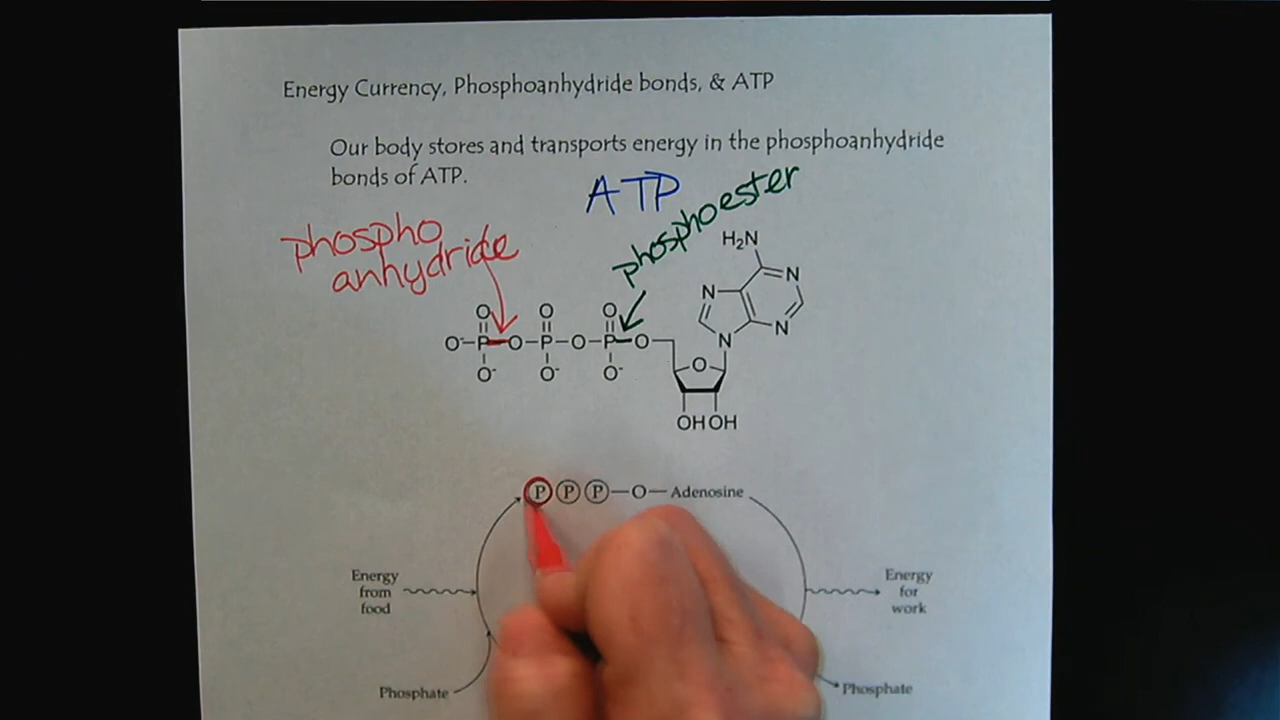 Energy Currency, Phosphoanhydride bonds, & ATP
Our body stores and transports energy in the phosphoanhydride
bonds of ATP.
ATP
phosphoester
phospho
anhydride
H₂N
N
N
N
N
O O O
O⁻–P–O–P–O–P–O
O⁻ O⁻ O⁻
O
OH OH
P P P–O–Adenosine
Energy
from
food
Energy
for
work
Phosphate
Phosphate